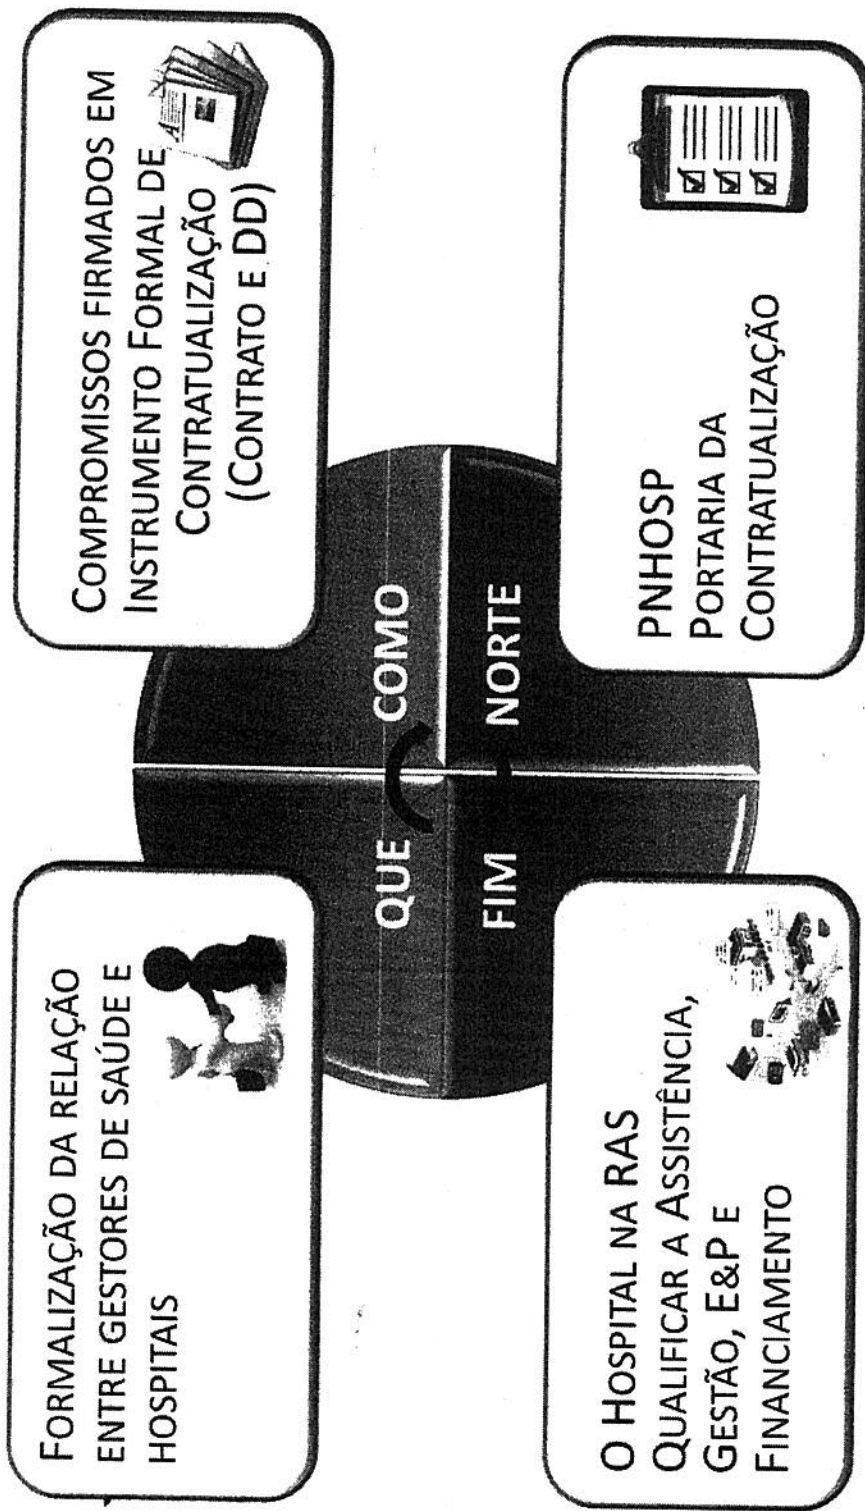 FORMALIZAÇÃO DA RELAÇÃO
ENTRE GESTORES DE SAÚDE E
HOSPITAIS
COMPROMISSOS FIRMADOS EM
INSTRUMENTO FORMAL DE
CONTRATUALIZAÇÃO
(CONTRATO E DD)
QUE
COMO
FIM
NORTE
O HOSPITAL NA RAS
QUALIFICAR A ASSISTÊNCIA,
GESTÃO, E&P E
FINANCIAMENTO
PNHOSP
PORTARIA DA
CONTRATUALIZAÇÃO